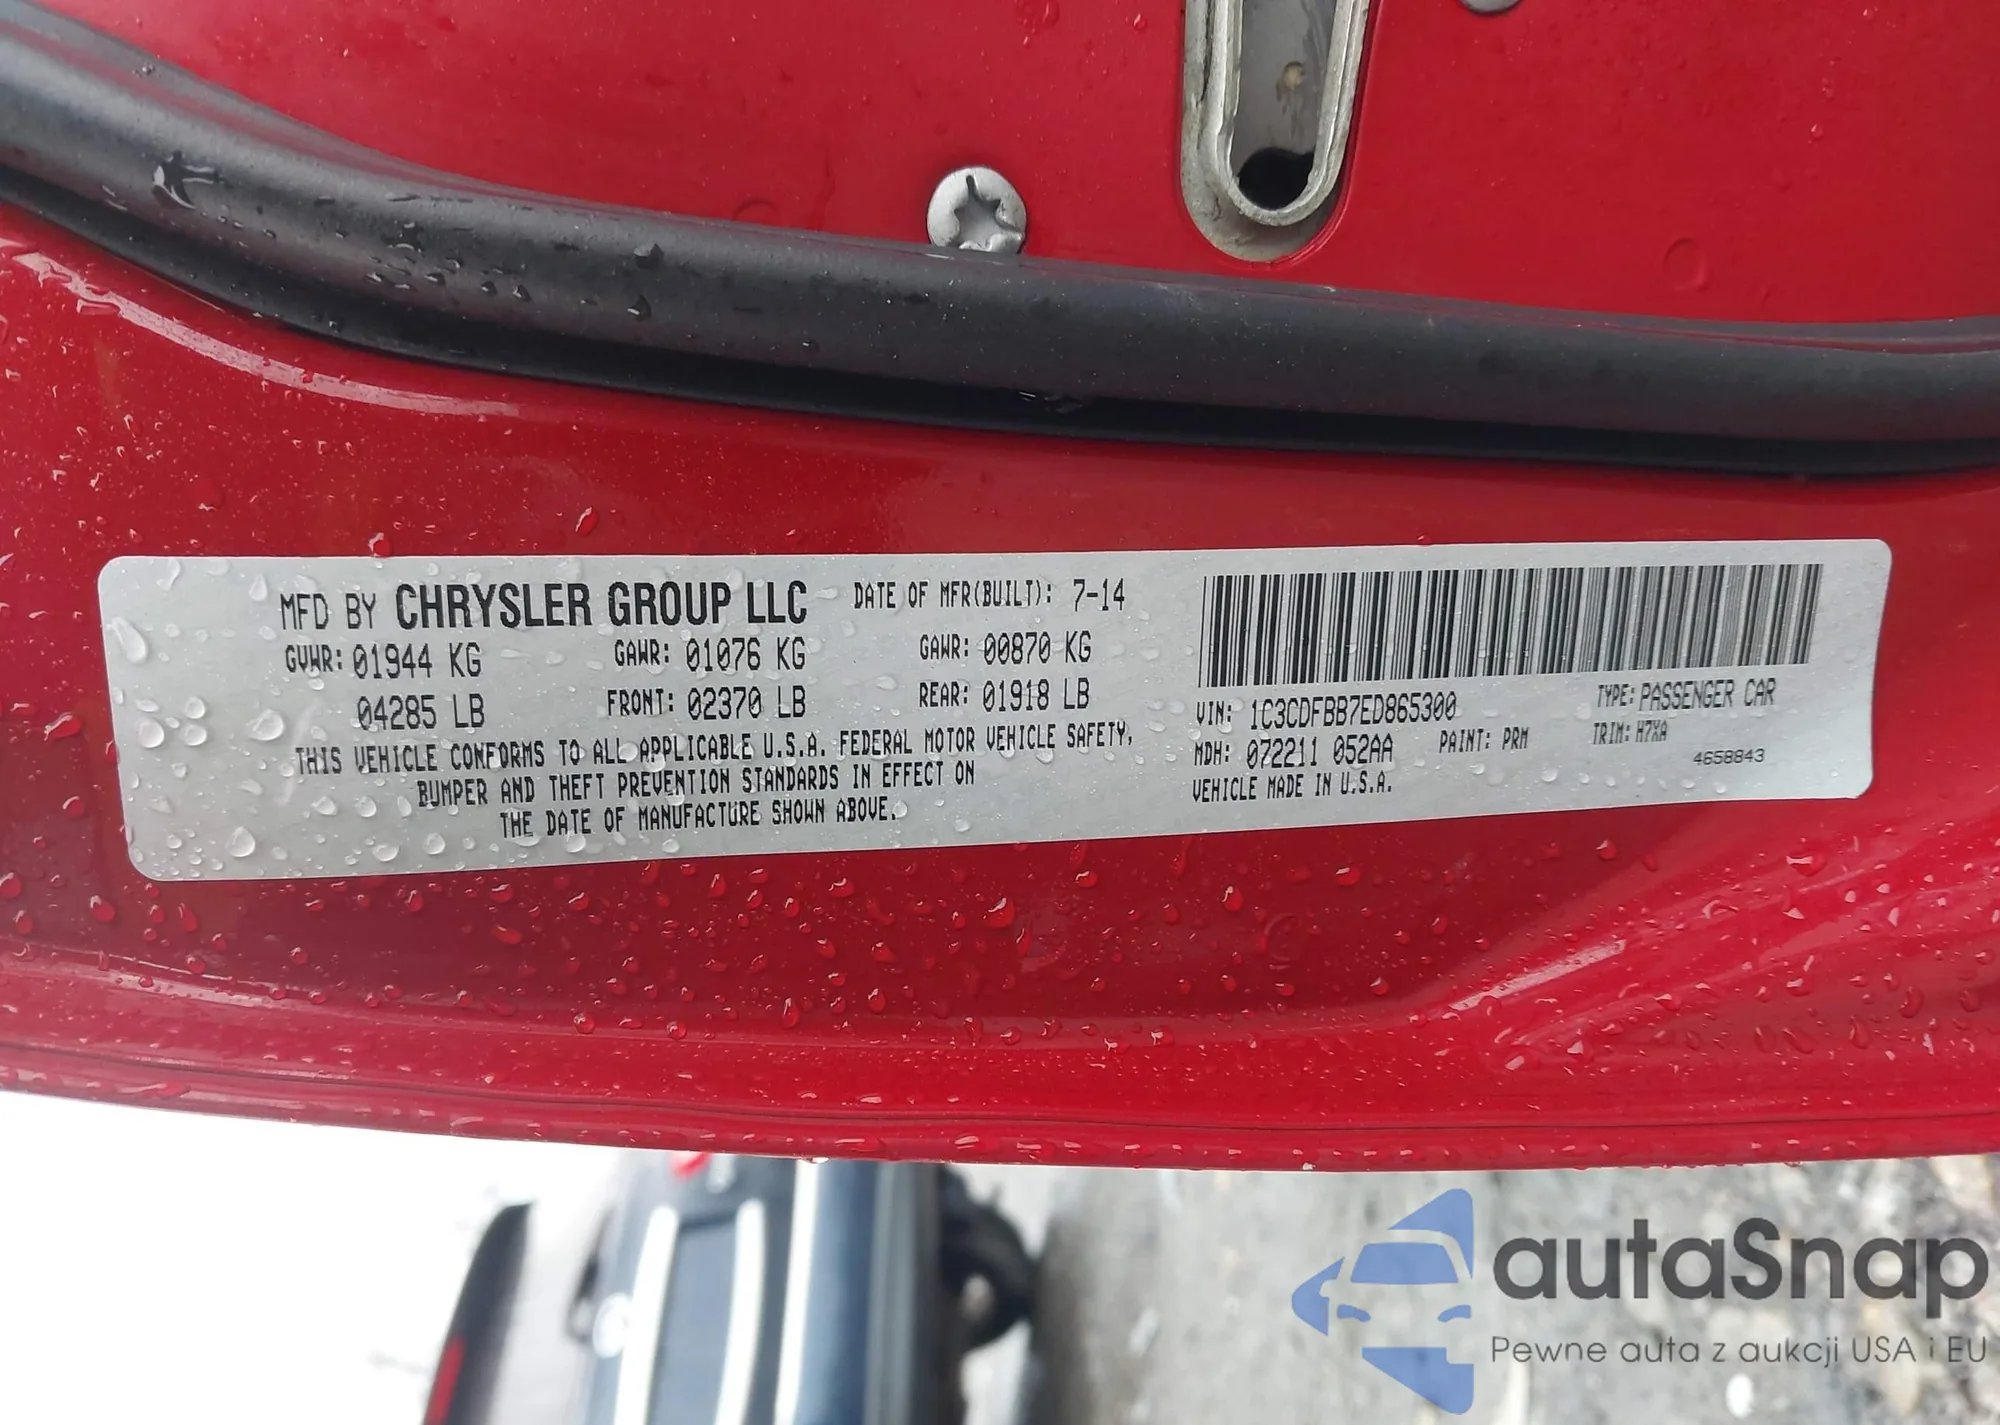 MFD BY CHRYSLER GROUP LLC DATE OF MFR(BUILT): 7-14
GVWR: 01944 KG GAWR: 01076 KG GAWR: 00870 KG
04285 LB FRONT: 02370 LB REAR: 01918 LB
THIS VEHICLE CONFORMS TO ALL APPLICABLE U.S.A. FEDERAL MOTOR VEHICLE SAFETY,
BUMPER AND THEFT PREVENTION STANDARDS IN EFFECT ON
THE DATE OF MANUFACTURE SHOWN ABOVE.
VIN: 1C3CDFBB7ED865300 TYPE: PASSENGER CAR
MDH: 072211 052AA PAINT: PRM TRIM: H7XA
VEHICLE MADE IN U.S.A. 4658843
autaSnap
Pewne auta z aukcji USA i EU